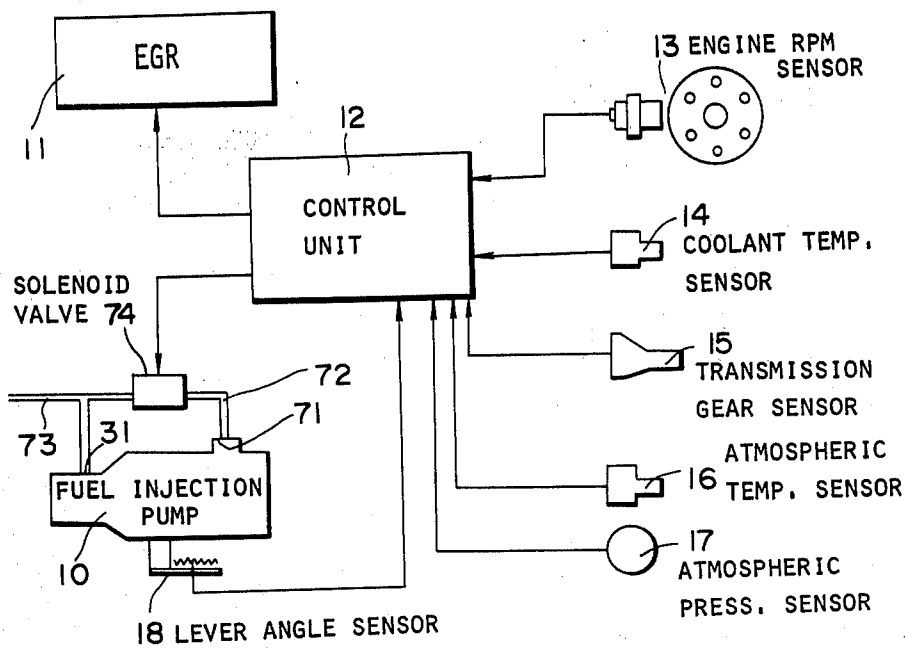 EGR
11
12
CONTROL
UNIT
13 ENGINE RPM
SENSOR
14
COOLANT TEMP.
SENSOR
15
TRANSMISSION
GEAR SENSOR
16
ATMOSPHERIC
TEMP. SENSOR
17
ATMOSPHERIC
PRESS. SENSOR
SOLENOID
VALVE 74
72
71
73
31
FUEL INJECTION
PUMP
10
18 LEVER ANGLE SENSOR